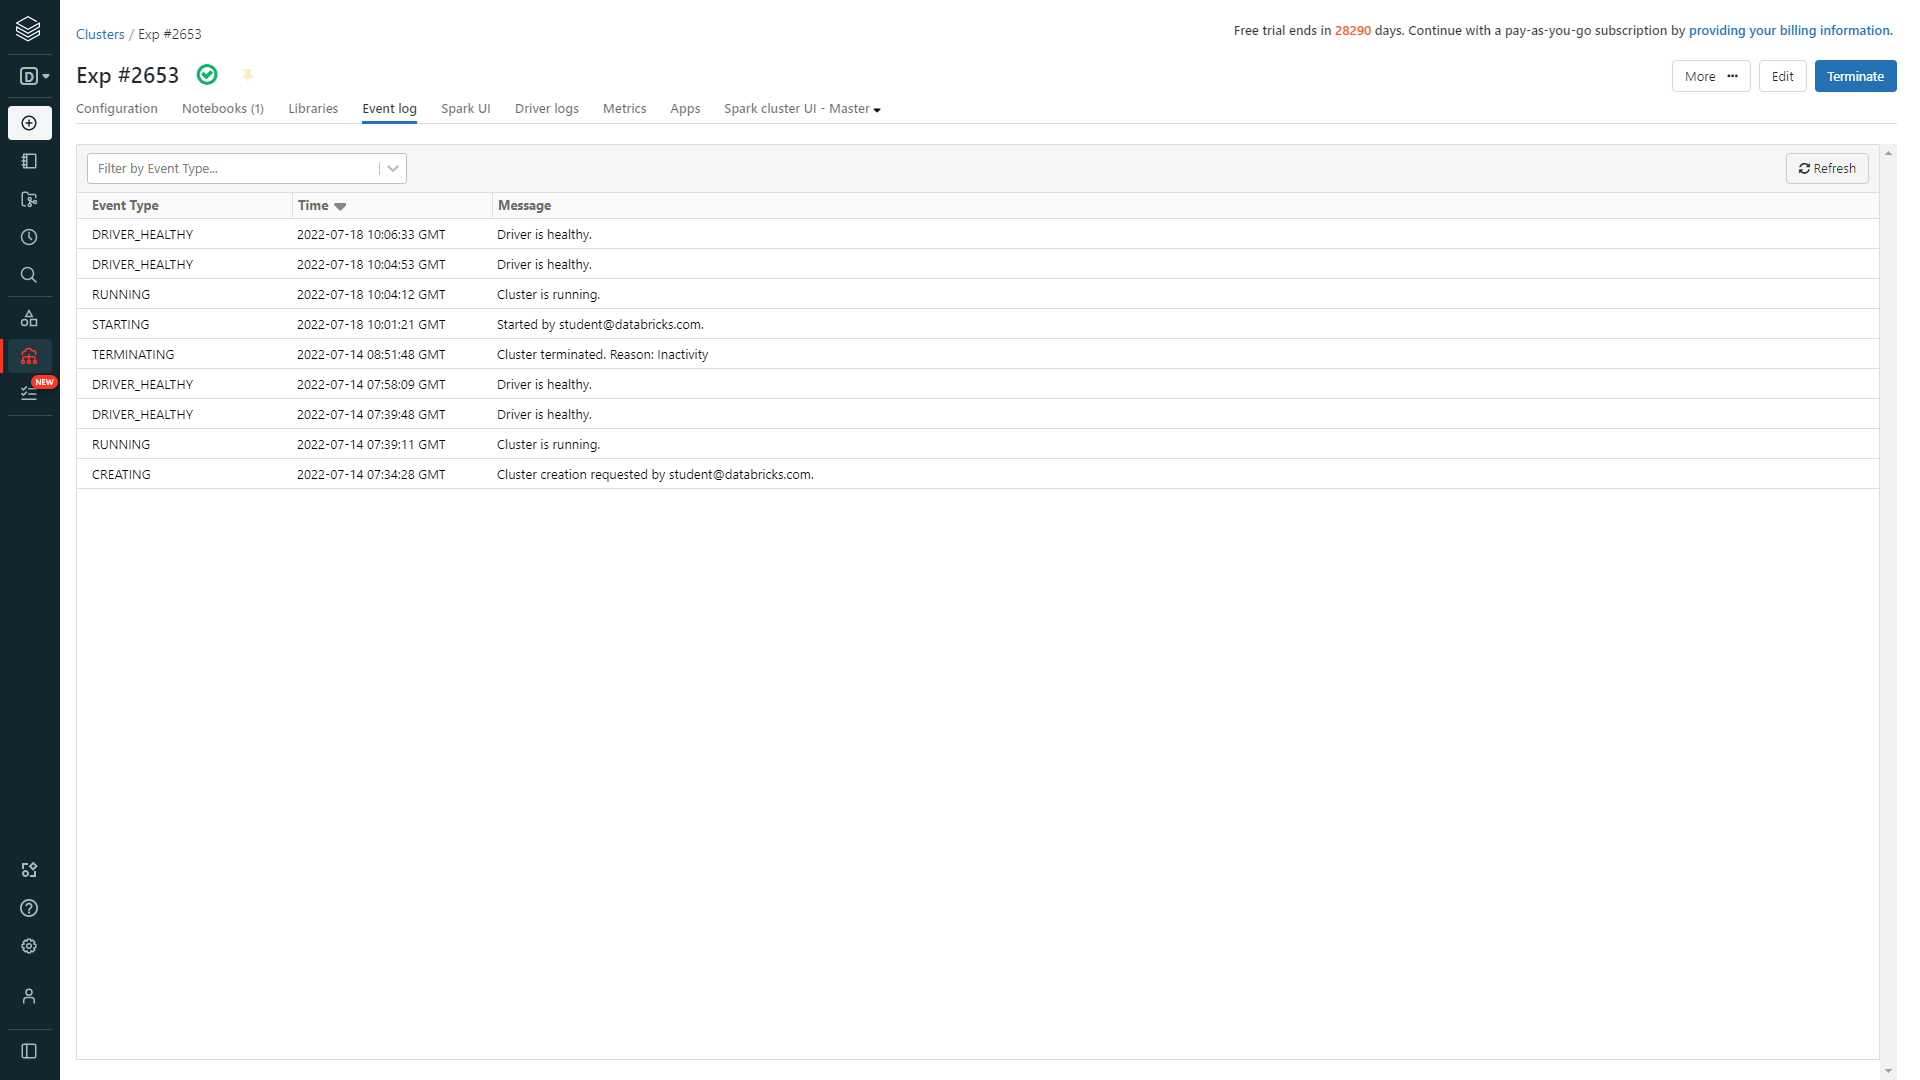 Clusters / Exp #2653
Free trial ends in 28290 days. Continue with a pay-as-you-go subscription by providing your billing information.
D
Exp #2653
More ••• Edit Terminate
Configuration Notebooks (1) Libraries Event log Spark UI Driver logs Metrics Apps Spark cluster UI - Master
Filter by Event Type...
Refresh
Event Type Time Message
DRIVER_HEALTHY 2022-07-18 10:06:33 GMT Driver is healthy.
DRIVER_HEALTHY 2022-07-18 10:04:53 GMT Driver is healthy.
RUNNING 2022-07-18 10:04:12 GMT Cluster is running.
STARTING 2022-07-18 10:01:21 GMT Started by student@databricks.com.
TERMINATING 2022-07-14 08:51:48 GMT Cluster terminated. Reason: Inactivity
DRIVER_HEALTHY 2022-07-14 07:58:09 GMT Driver is healthy.
NEW
DRIVER_HEALTHY 2022-07-14 07:39:48 GMT Driver is healthy.
RUNNING 2022-07-14 07:39:11 GMT Cluster is running.
CREATING 2022-07-14 07:34:28 GMT Cluster creation requested by student@databricks.com.